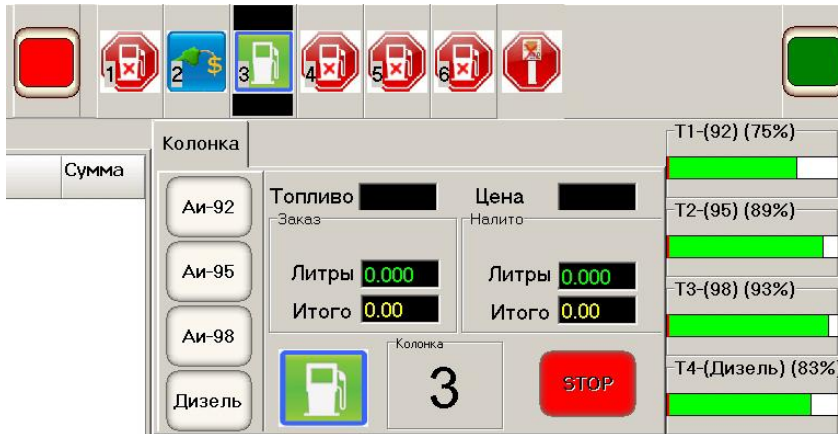 1 2 $ 3 4 5 6
Сумма
Колонка
Аи-92
Аи-95
Аи-98
Дизель
Топливо Цена
Заказ Налито
Литры 0.000 Литры 0.000
Итого 0.00 Итого 0.00
Колонка
3
STOP
T1-(92) (75%)
T2-(95) (89%)
T3-(98) (93%)
T4-(Дизель) (83%